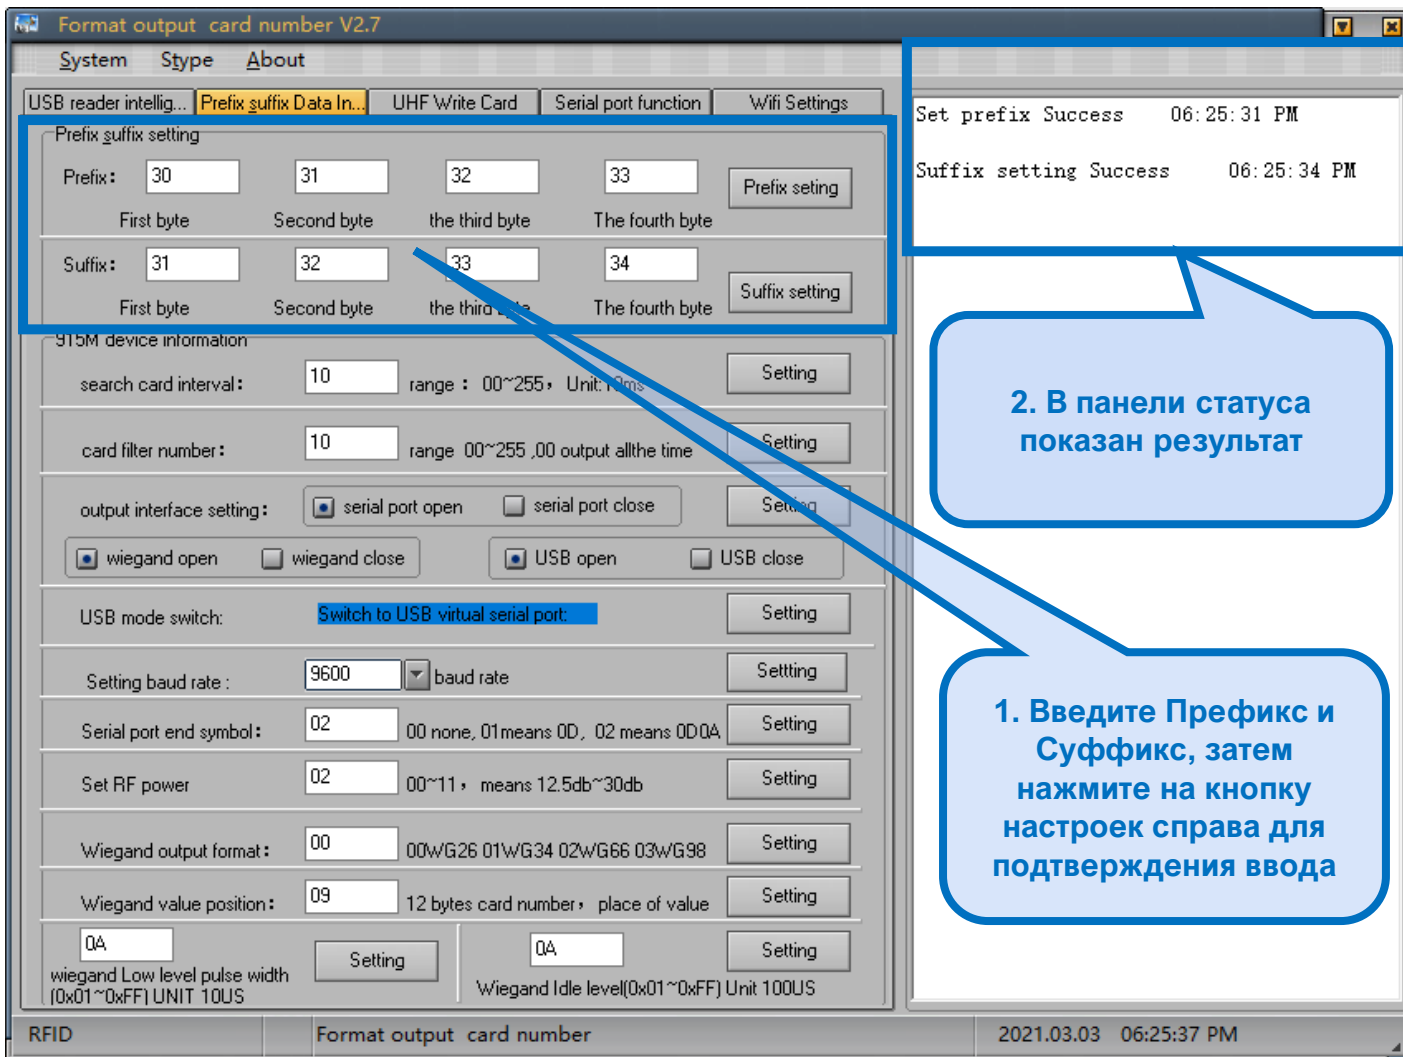 Format output card number V2.7
System Stype About
USB reader intellig... Prefix suffix Data In... UHF Write Card Serial port function Wifi Settings
Prefix suffix setting
Prefix: 30 31 32 33 Prefix seting
First byte Second byte the third byte The fourth byte
Suffix: 31 32 33 34 Suffix setting
First byte Second byte the third byte The fourth byte
915M device information
search card interval: 10 range : 00~255, Unit:10ms Setting
card filter number: 10 range 00~255 ,00 output allthe time Setting
output interface setting: serial port open serial port close Setting
wiegand open wiegand close USB open USB close
USB mode switch: Switch to USB virtual serial port: Setting
Setting baud rate : 9600 baud rate Settting
Serial port end symbol: 02 00 none, 01means 0D, 02 means 0D0A Setting
Set RF power 02 00~11, means 12.5db~30db Setting
Wiegand output format: 00 00WG26 01WG34 02WG66 03WG98 Setting
Wiegand value position: 09 12 bytes card number, place of value Setting
0A Setting 0A Setting
wiegand Low level pulse width
(0x01~0xFF) UNIT 10US Wiegand Idle level(0x01~0xFF) Unit 100US
Set prefix Success 06:25:31 PM
Suffix setting Success 06:25:34 PM
2. В панели статуса
показан результат
1. Введите Префикс и
Суффикс, затем
нажмите на кнопку
настроек справа для
подтверждения ввода
RFID Format output card number 2021.03.03 06:25:37 PM